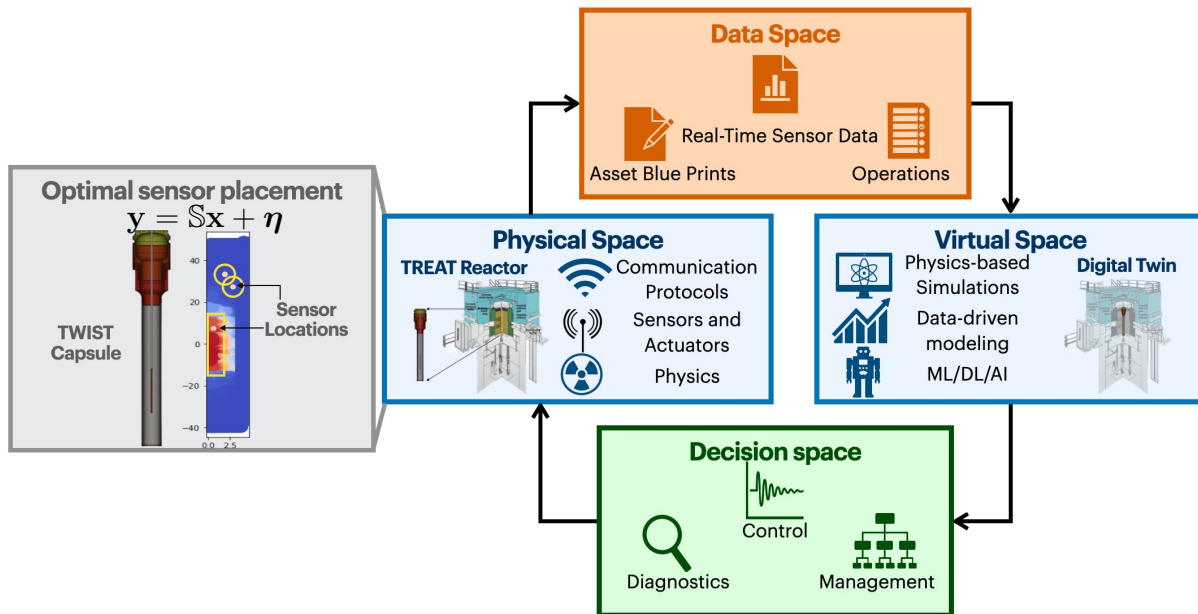 Data Space
Real-Time Sensor Data
Asset Blue Prints
Operations
Optimal sensor placement
y = 𝕊x + η
40
20
0
−20
−40
0.0 2.5
Sensor
Locations
TWIST
Capsule
Physical Space
TREAT Reactor
Communication
Protocols
Sensors and
Actuators
Physics
Virtual Space
Physics-based
Simulations
Digital Twin
Data-driven
modeling
ML/DL/AI
Decision space
Control
Diagnostics
Management